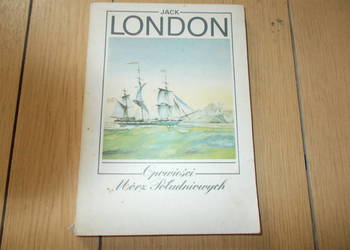 JACK
LONDON
Opowieści
Mórz Południowych